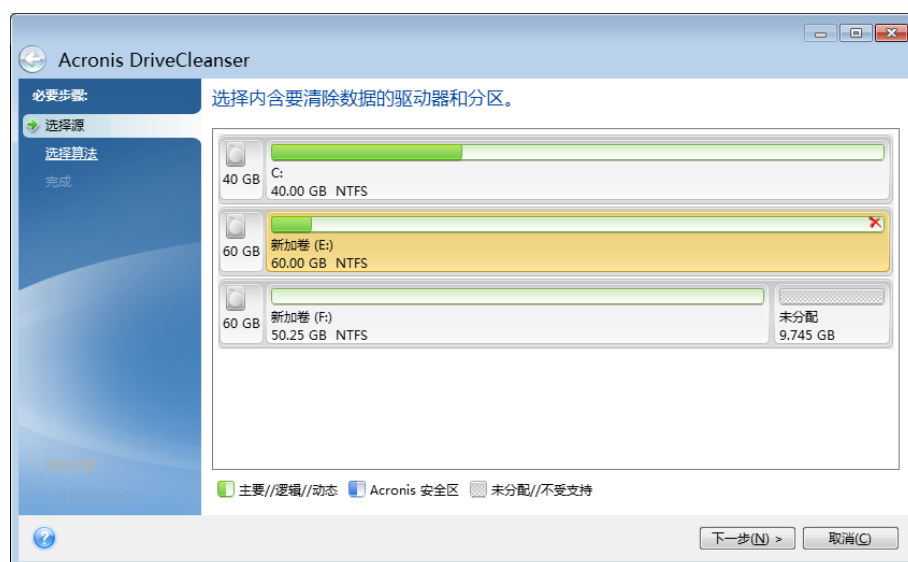 Acronis DriveCleanser
必要步骤:
选择源
选择算法
完成
选择内含要清除数据的驱动器和分区。
40 GB
C:
40.00 GB NTFS
60 GB
新加卷 (E:)
60.00 GB NTFS
60 GB
新加卷 (F:)
50.25 GB NTFS
未分配
9.745 GB
主要//逻辑//动态
Acronis 安全区
未分配//不受支持
下一步(N) >
取消(C)